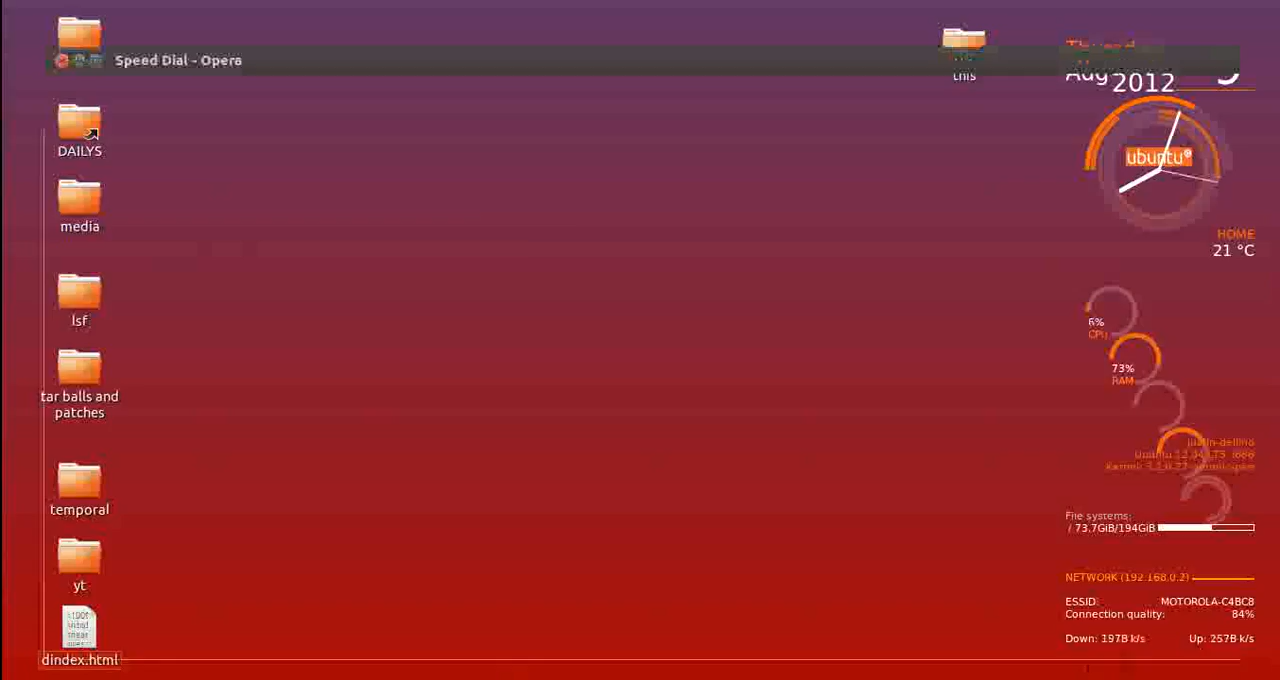 Speed Dial - Opera
this
Aug
2012
DAILYS
ubuntu®
media
HOME
21 °C
lsf
6%
CPU
73%
RAM
tar balls and
patches
temporal
File systems:
/ 73.7GiB/194GiB
yt
NETWORK (192.168.0.2)
ESSID: MOTOROLA-C4BC8
Connection quality: 84%
Down: 197B k/s Up: 257B k/s
dindex.html